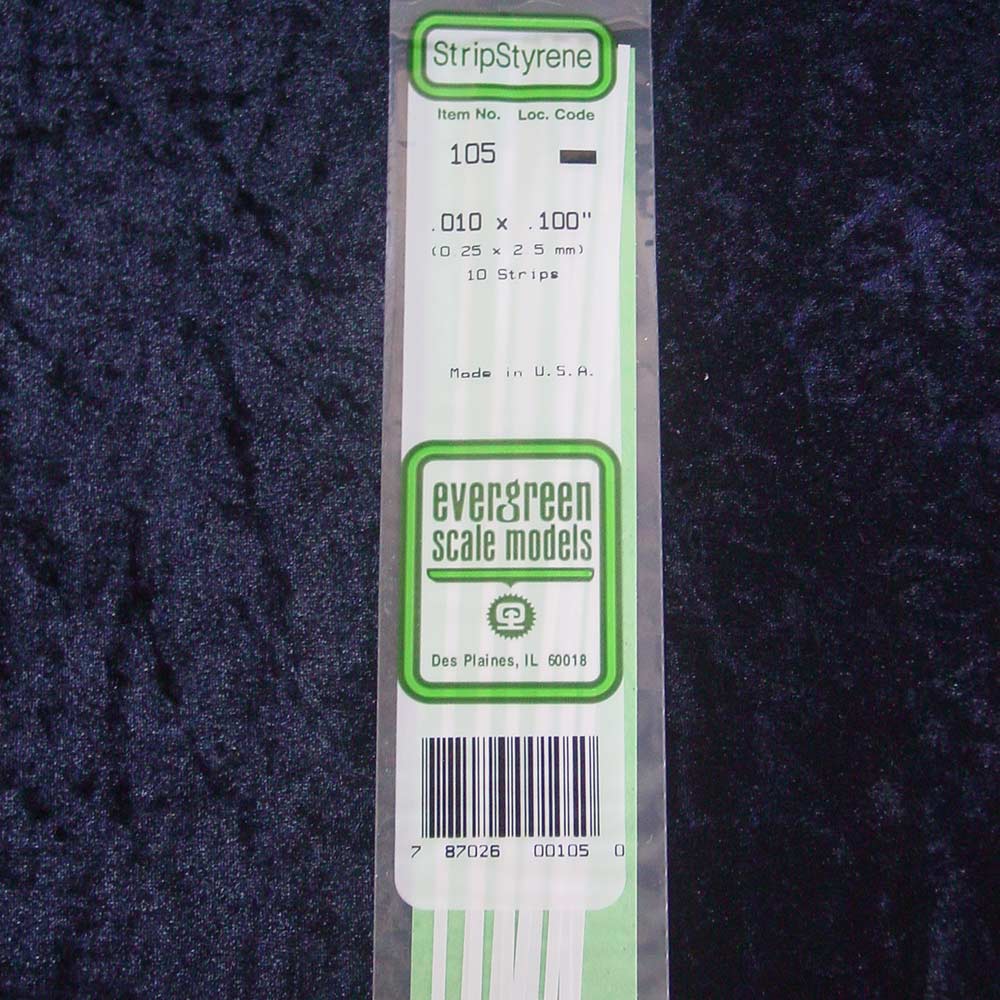 StripStyrene
Item No. Loc. Code
105
.010 x .100"
(0.25 x 2.5 mm)
10 Strips
Made in U.S.A.
evergreen
scale models
Des Plaines, IL 60018
7 87026 00105 0